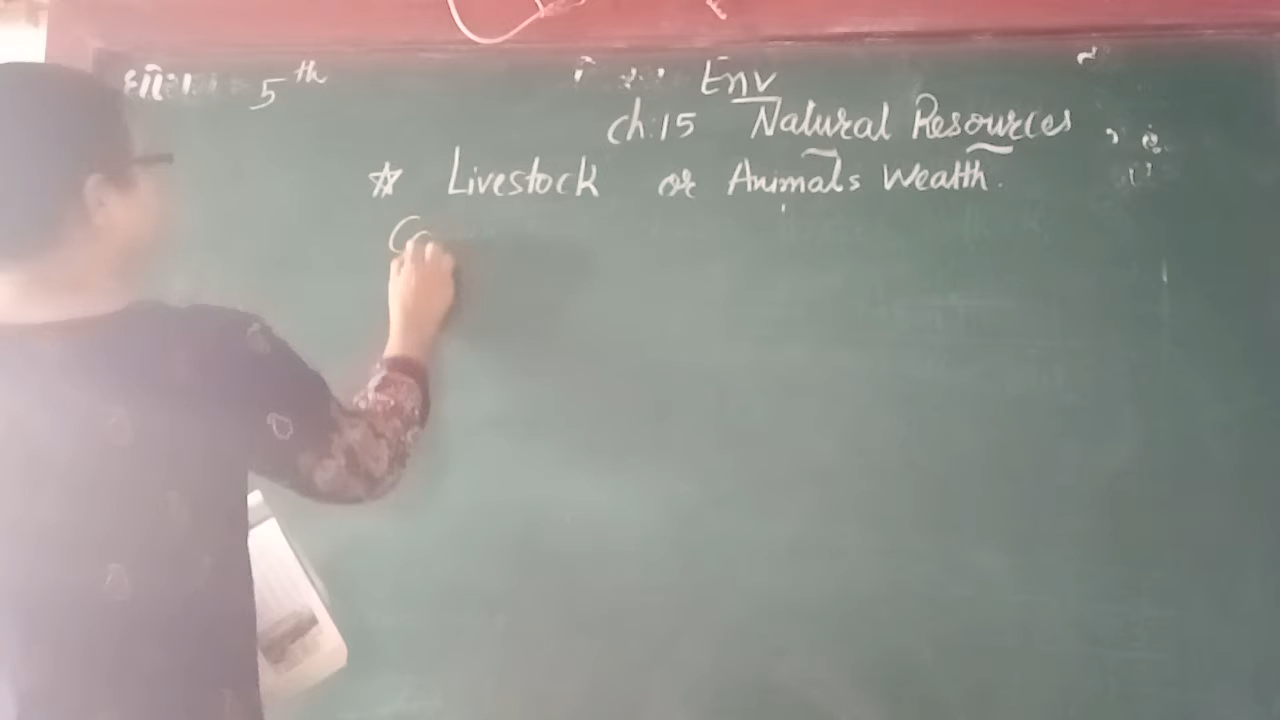 5th
Env
ch:15 Natural Resources
☆ Livestock or Animals Wealth.